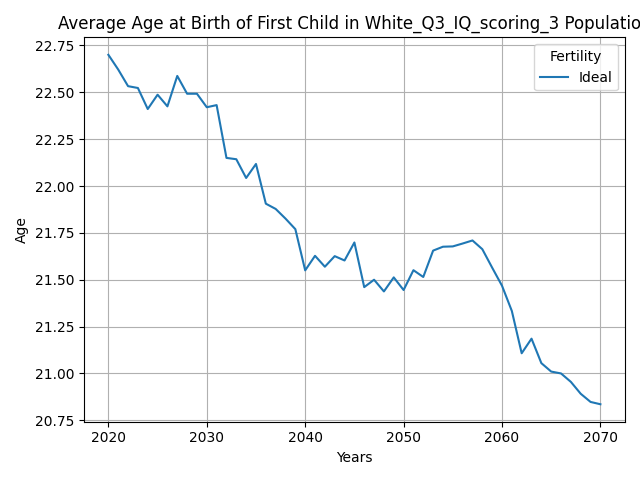 Average Age at Birth of First Child in White_Q3_IQ_scoring_3 Populatio
Fertility
Ideal
22.75
22.50
22.25
22.00
21.75
21.50
21.25
21.00
20.75
Age
2020 2030 2040 2050 2060 2070
Years